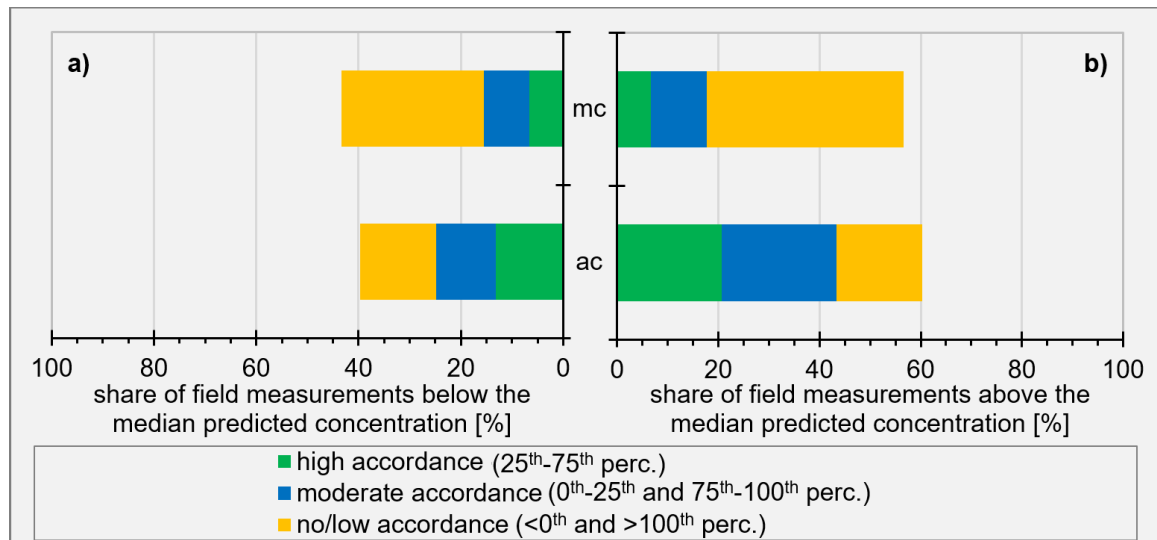 a)
b)
mc
ac
100 80 60 40 20 0
0 20 40 60 80 100
share of field measurements below the
median predicted concentration [%]
share of field measurements above the
median predicted concentration [%]
high accordance (25th-75th perc.)
moderate accordance (0th-25th and 75th-100th perc.)
no/low accordance (<0th and >100th perc.)